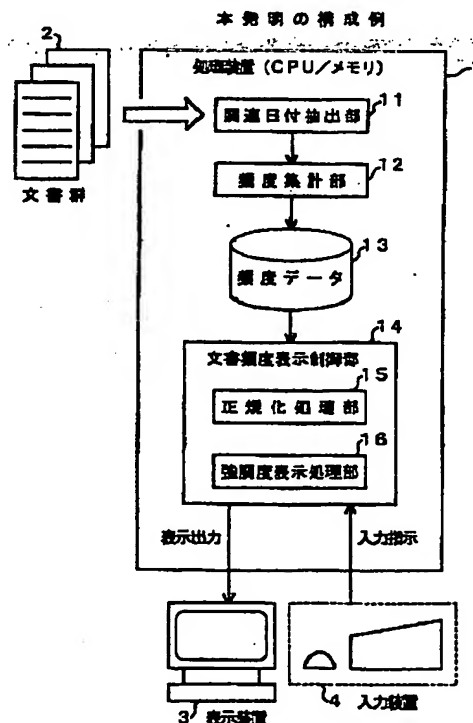 本発明の構成例
2
処理装置(CPU/メモリ)
1
関連日付抽出部
11
文書群
頻度集計部
12
頻度データ
13
文書頻度表示制御部
14
正規化処理部
15
強調度表示処理部
16
表示出力
入力指示
3 表示装置
4 入力装置